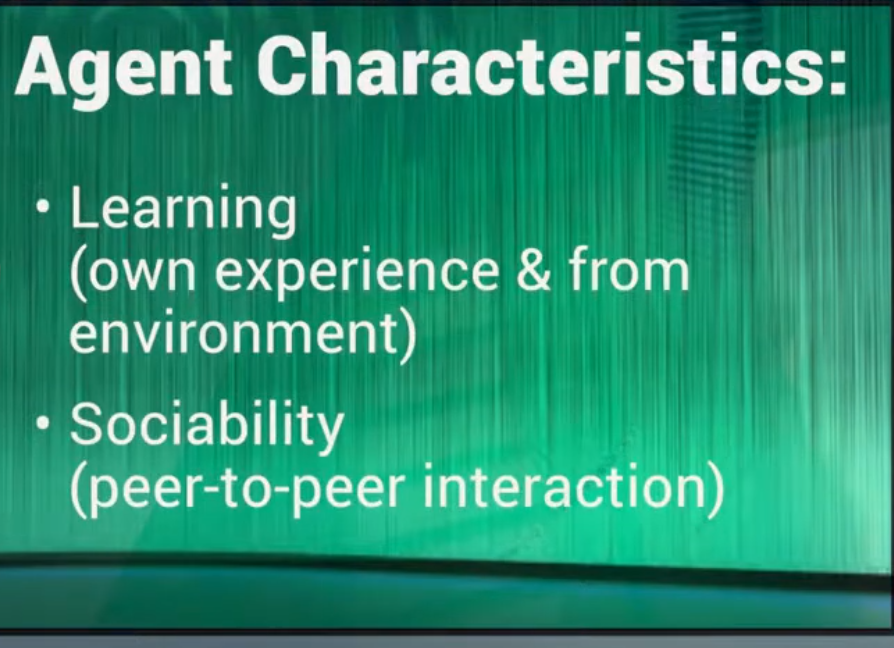 Agent Characteristics:
• Learning
(own experience & from
environment)
• Sociability
(peer-to-peer interaction)